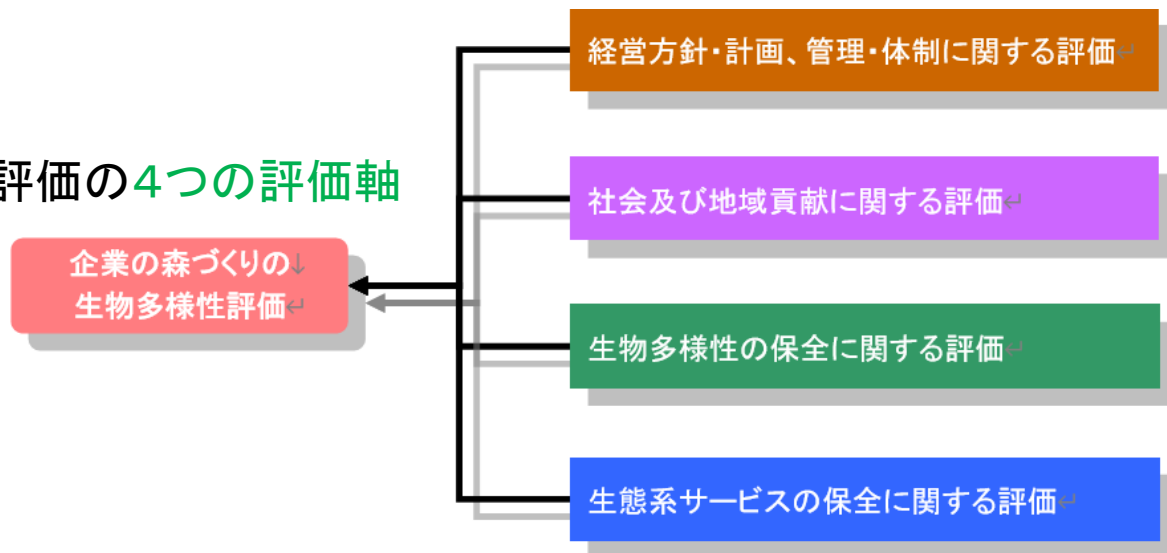 評価の4つの評価軸
企業の森づくりの↓
生物多様性評価↵
経営方針・計画、管理・体制に関する評価↵
社会及び地域貢献に関する評価↵
生物多様性の保全に関する評価↵
生態系サービスの保全に関する評価↵